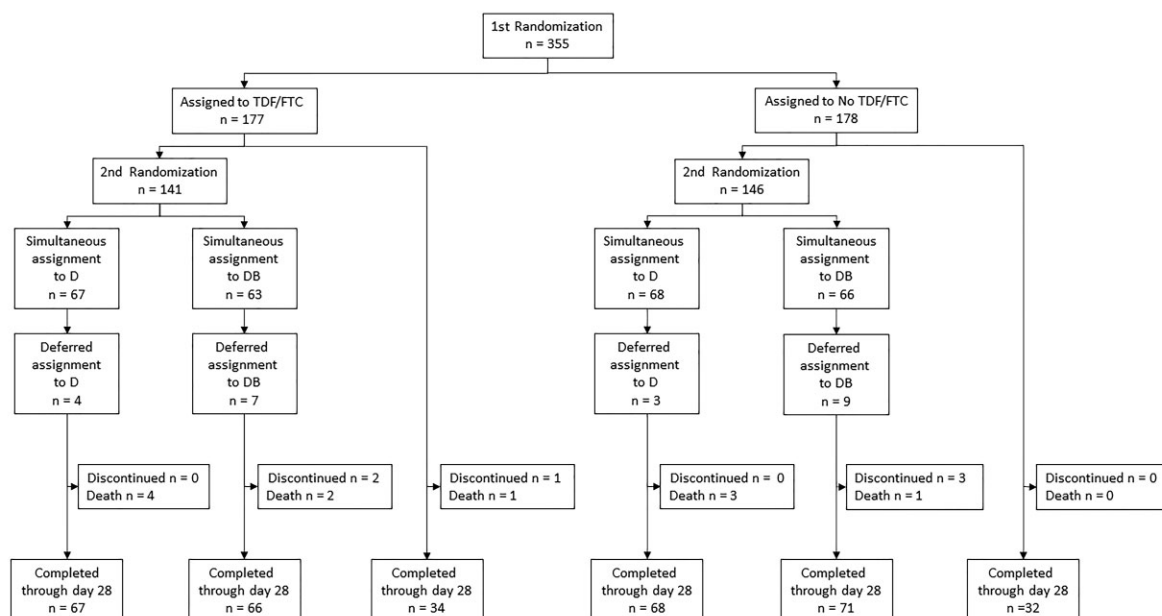 1st Randomization
n = 355
Assigned to TDF/FTC
n = 177
Assigned to No TDF/FTC
n = 178
2nd Randomization
n = 141
2nd Randomization
n = 146
Simultaneous
assignment
to D
n = 67
Simultaneous
assignment
to DB
n = 63
Simultaneous
assignment
to D
n = 68
Simultaneous
assignment
to DB
n = 66
Deferred
assignment
to D
n = 4
Deferred
assignment
to DB
n = 7
Deferred
assignment
to D
n = 3
Deferred
assignment
to DB
n = 9
Discontinued n = 0
Death n = 4
Discontinued n = 2
Death n = 2
Discontinued n = 1
Death n = 1
Discontinued n = 0
Death n = 3
Discontinued n = 3
Death n = 1
Discontinued n = 0
Death n = 0
Completed
through day 28
n = 67
Completed
through day 28
n = 66
Completed
through day 28
n = 34
Completed
through day 28
n = 68
Completed
through day 28
n = 71
Completed
through day 28
n =32